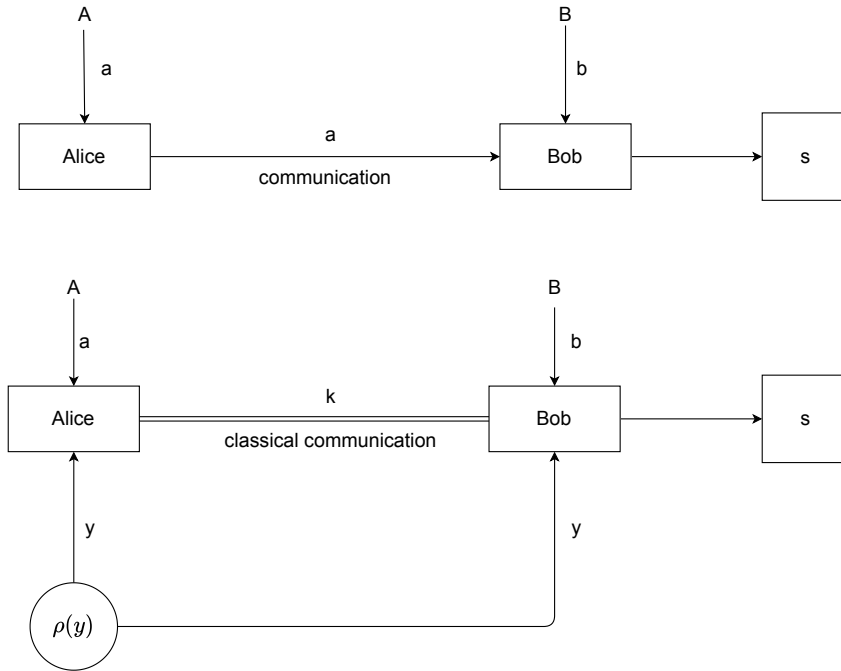 A
B
a
b
Alice
a
communication
Bob
s
A
B
a
b
Alice
k
classical communication
Bob
s
y
y
ρ(y)